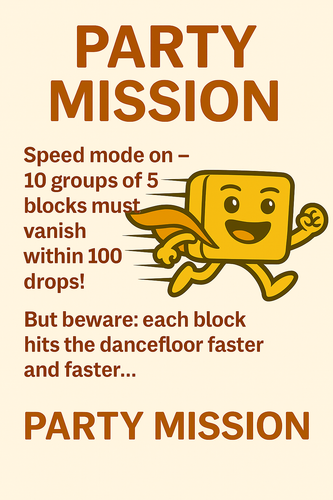 PARTY
MISSION
Speed mode on –
10 groups of 5
blocks must
vanish
within 100
drops!
But beware: each block
hits the dancefloor faster
and faster...
PARTY MISSION